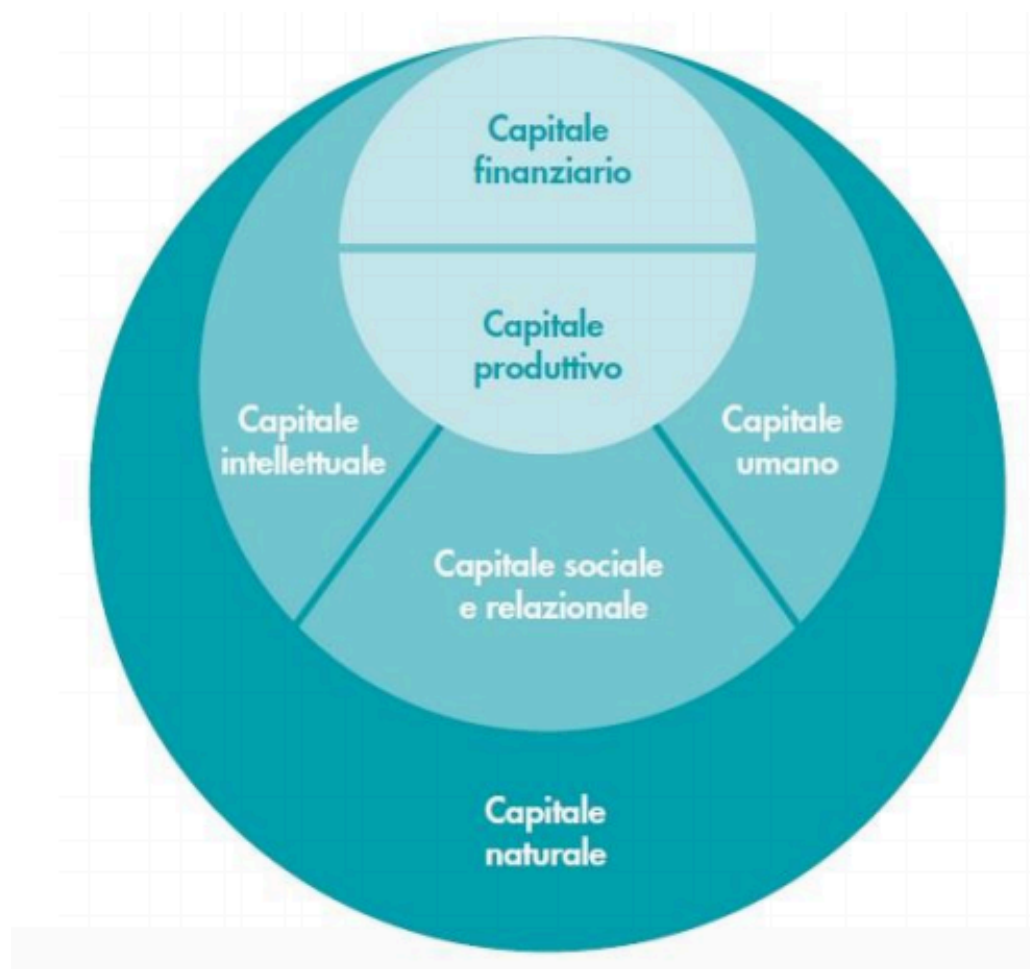 Capitale
finanziario
Capitale
produttivo
Capitale
intellettuale
Capitale
umano
Capitale sociale
e relazionale
Capitale
naturale